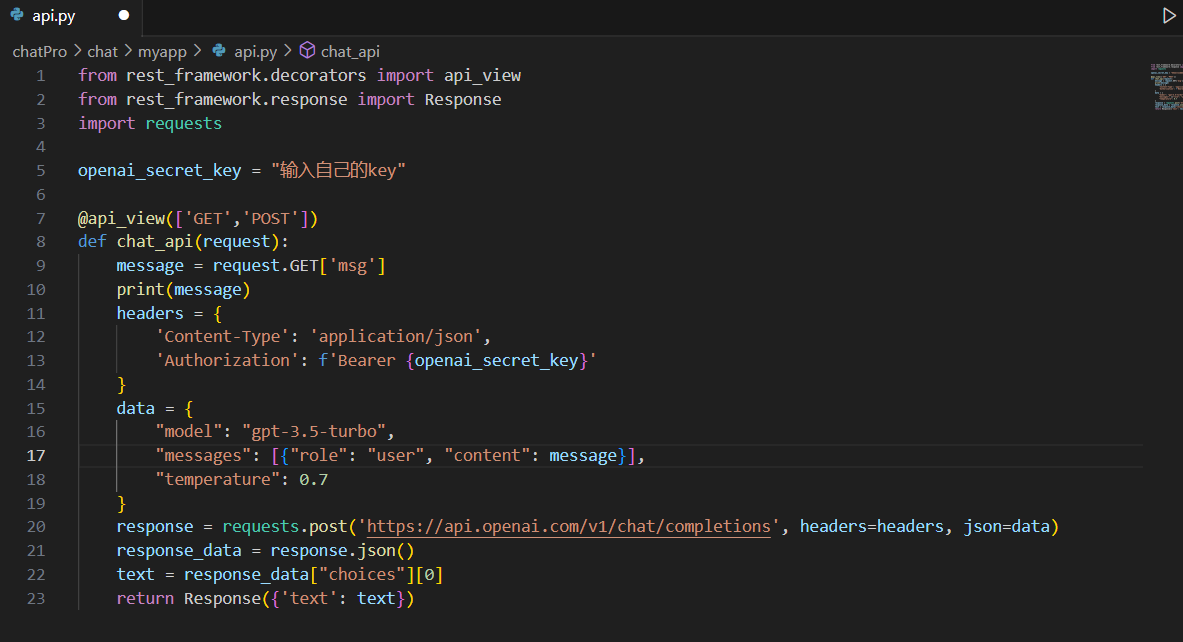 api.py
chatPro > chat > myapp > api.py > chat_api
1 from rest_framework.decorators import api_view
2 from rest_framework.response import Response
3 import requests
4
5 openai_secret_key = "输入自己的key"
6
7 @api_view(['GET','POST'])
8 def chat_api(request):
9     message = request.GET['msg']
10     print(message)
11     headers = {
12         'Content-Type': 'application/json',
13         'Authorization': f'Bearer {openai_secret_key}'
14     }
15     data = {
16         "model": "gpt-3.5-turbo",
17         "messages": [{"role": "user", "content": message}],
18         "temperature": 0.7
19     }
20     response = requests.post('https://api.openai.com/v1/chat/completions', headers=headers, json=data)
21     response_data = response.json()
22     text = response_data["choices"][0]
23     return Response({'text': text})